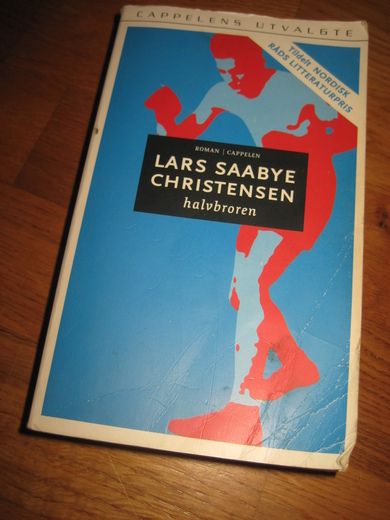 CAPPELENS UTVALGTE
Tildelt NORDISK
RÅDS LITTERATURPRIS
ROMAN | CAPPELEN
LARS SAABYE
CHRISTENSEN
halvbroren